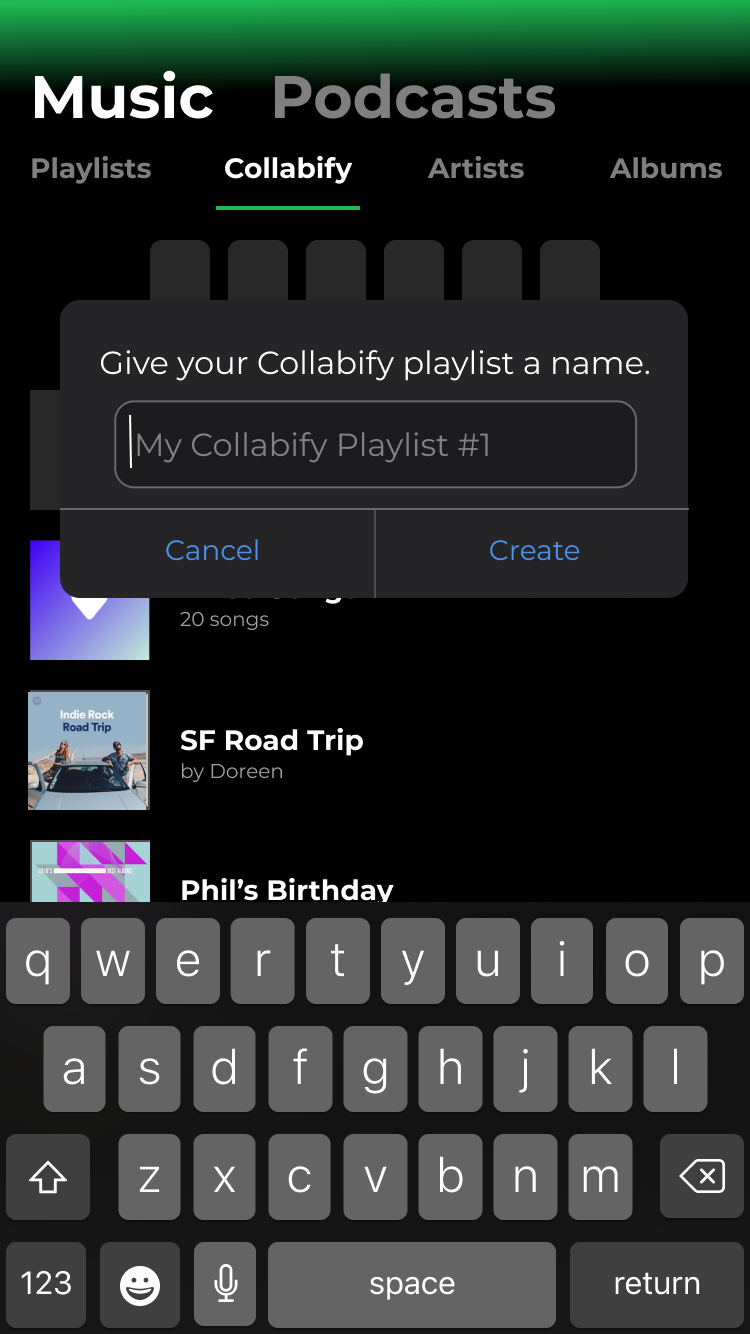 Music Podcasts
Playlists Collabify Artists Albums
Give your Collabify playlist a name.
My Collabify Playlist #1
Cancel Create
20 songs
Indie Rock
Road Trip
SF Road Trip
by Doreen
Phil’s Birthday
q w e r t y u i o p
a s d f g h j k l
z x c v b n m
123 space return